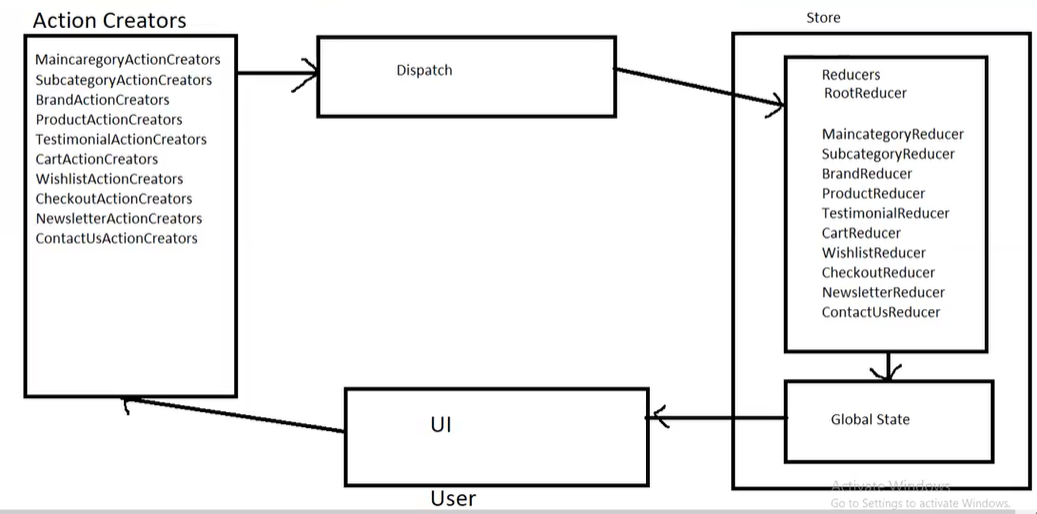 Action Creators
MaincaregoryActionCreators
SubcategoryActionCreators
BrandActionCreators
ProductActionCreators
TestimonialActionCreators
CartActionCreators
WishlistActionCreators
CheckoutActionCreators
NewsletterActionCreators
ContactUsActionCreators
Dispatch
Store
Reducers
RootReducer
MaincategoryReducer
SubcategoryReducer
BrandReducer
ProductReducer
TestimonialReducer
CartReducer
WishlistReducer
CheckoutReducer
NewsletterReducer
ContactUsReducer
Global State
UI
User
Activate Windows
Go to Settings to activate Windows.